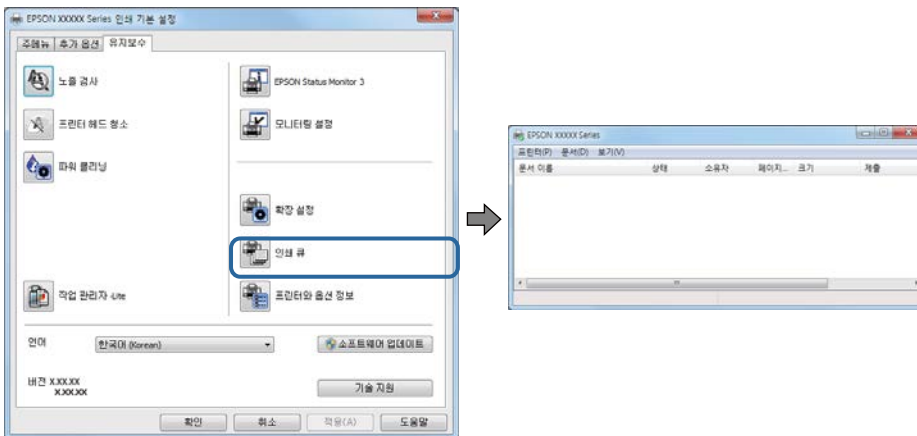 EPSON XXXXX Series 인쇄 기본 설정
주메뉴 추가 옵션 유지보수
노즐 검사
EPSON Status Monitor 3
프린터 헤드 청소
모니터링 설정
파워 클리닝
확장 설정
인쇄 큐
작업 관리자 -Lite
프린터와 옵션 정보
언어
한국어 (Korean)
소프트웨어 업데이트
버전 X.XX.XX
X.XX.XX
기술 지원
확인 취소 적용(A) 도움말
EPSON XXXXX Series
프린터(P) 문서(D) 보기(V)
문서 이름 상태 소유자 페이지... 크기 제출